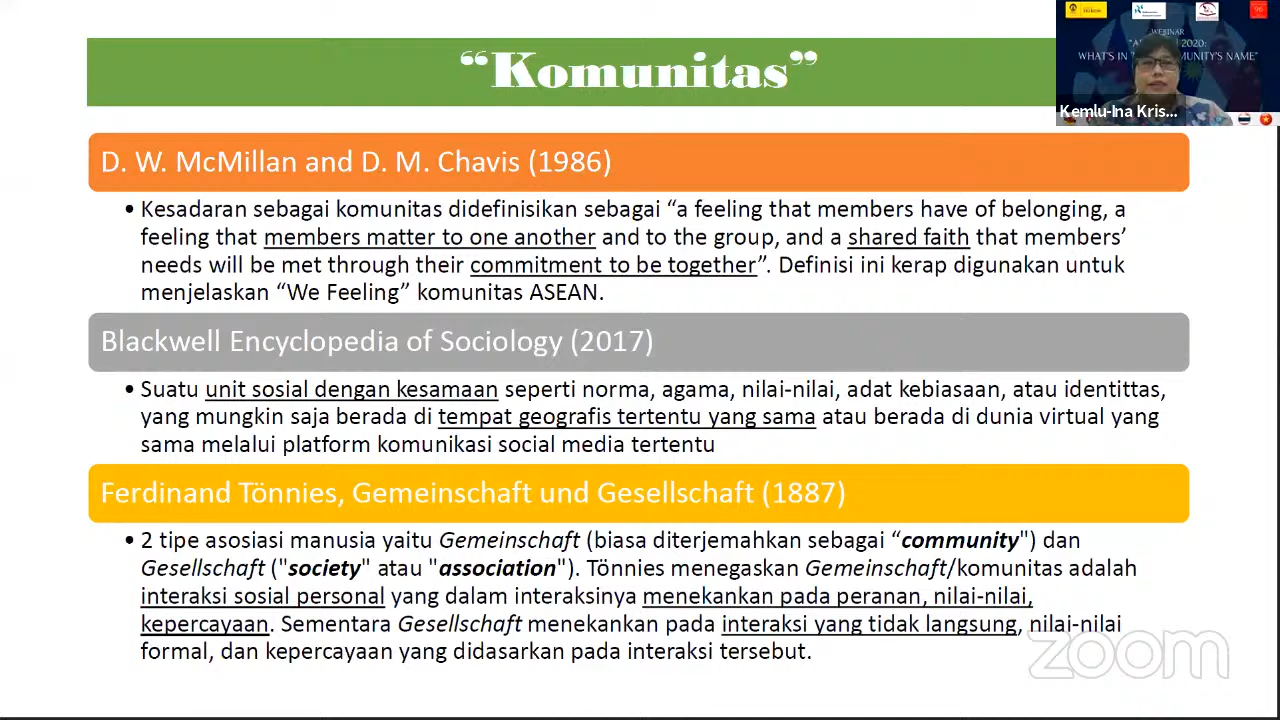 “Komunitas”
WEBINAR
2020:
WHAT'S IN
NAME"
Kemlu-Ina Kris...
D. W. McMillan and D. M. Chavis (1986)
• Kesadaran sebagai komunitas didefinisikan sebagai “a feeling that members have of belonging, a
feeling that members matter to one another and to the group, and a shared faith that members’
needs will be met through their commitment to be together”. Definisi ini kerap digunakan untuk
menjelaskan “We Feeling” komunitas ASEAN.
Blackwell Encyclopedia of Sociology (2017)
• Suatu unit sosial dengan kesamaan seperti norma, agama, nilai-nilai, adat kebiasaan, atau identittas,
yang mungkin saja berada di tempat geografis tertentu yang sama atau berada di dunia virtual yang
sama melalui platform komunikasi social media tertentu
Ferdinand Tönnies, Gemeinschaft und Gesellschaft (1887)
• 2 tipe asosiasi manusia yaitu Gemeinschaft (biasa diterjemahkan sebagai “community") dan
Gesellschaft ("society" atau "association"). Tönnies menegaskan Gemeinschaft/komunitas adalah
interaksi sosial personal yang dalam interaksinya menekankan pada peranan, nilai-nilai,
kepercayaan. Sementara Gesellschaft menekankan pada interaksi yang tidak langsung, nilai-nilai
formal, dan kepercayaan yang didasarkan pada interaksi tersebut.
zoom